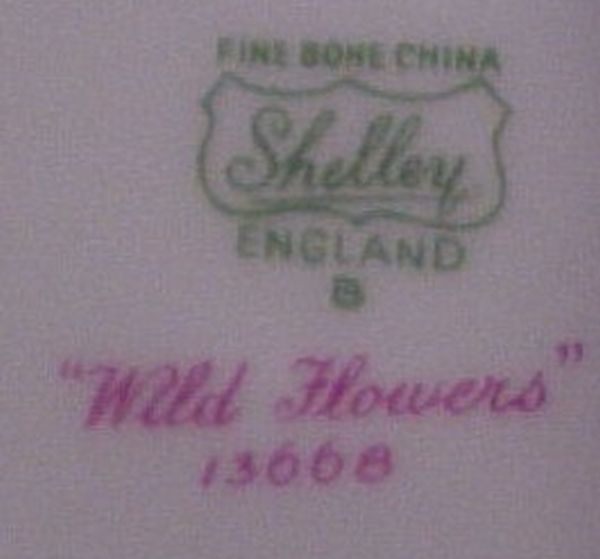 FINE BONE CHINA
Shelley
ENGLAND
B
"Wild Flowers"
13668